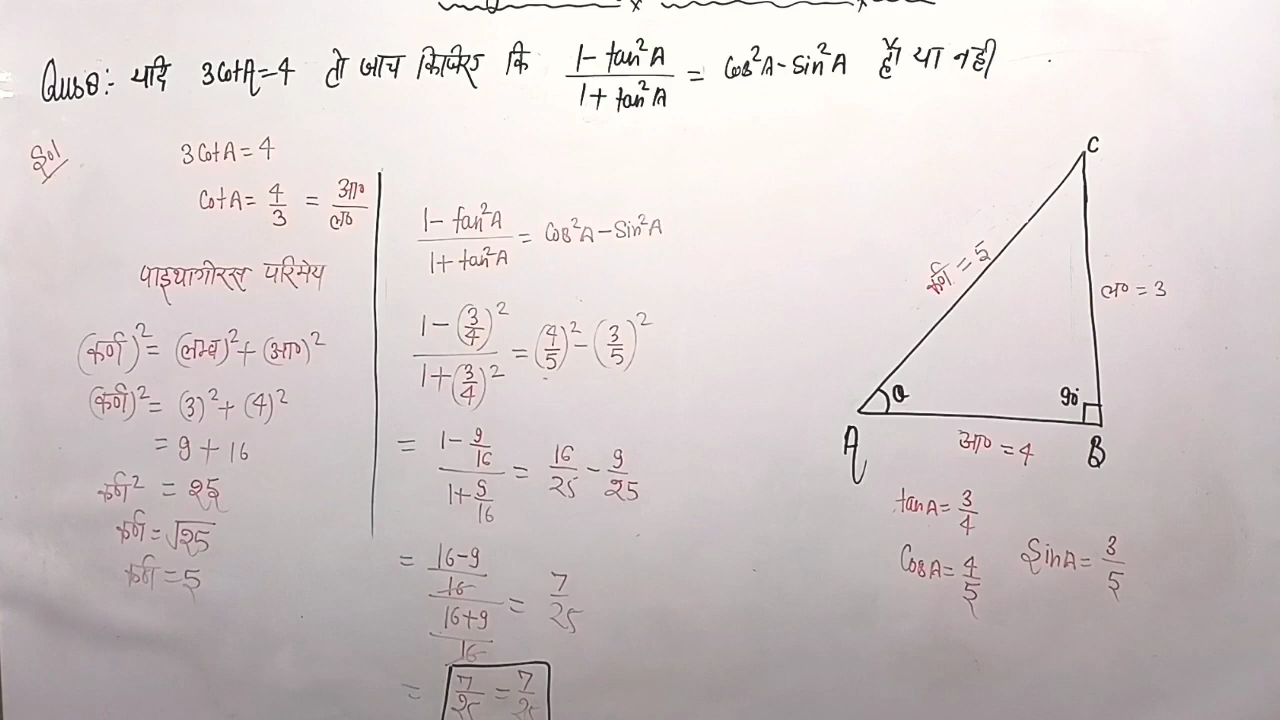 Qus 8:- यदि 3CotA=4 तो जाच किजिए कि (1-tan²A)/(1+tan²A) = Cos²A-Sin²A हाँ या नही
Sol
3CotA=4
CotA= 4/3 = आ०/ल०
पाइथागोरस परिमेय
(कर्ण)² = (लम्ब)²+(आ०)²
(कर्ण)² = (3)²+(4)²
= 9+16
कर्ण² = 25
कर्ण = √25
कर्ण = 5
(1-tan²A)/(1+tan²A) = Cos²A-Sin²A
(1-(3/4)²)/(1+(3/4)²) = (4/5)²-(3/5)²
= (1-9/16)/(1+9/16) = 16/25 - 9/25
= ((16-9)/16)/((16+9)/16) = 7/25
= 7/25 = 7/25
C
कर्ण = 5
ल० = 3
θ
90°
A
आ० = 4
B
tanA= 3/4
CosA= 4/5
SinA= 3/5